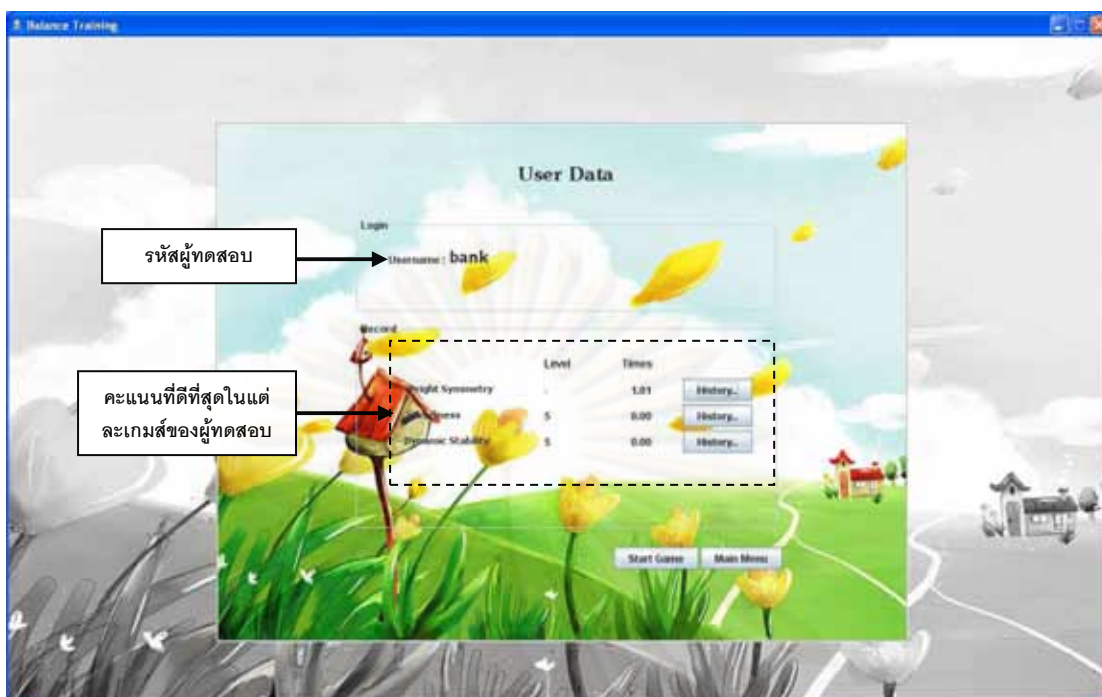 Balance Training
User Data
Login
รหัสผู้ทดสอบ
Username : bank
Record
Level Times
คะแนนที่ดีที่สุดในแต่
ละเกมส์ของผู้ทดสอบ
Symmetry - 1.01 History..
5 0.00 History..
Dynamic Stability 5 0.00 History..
Start Game Main Menu